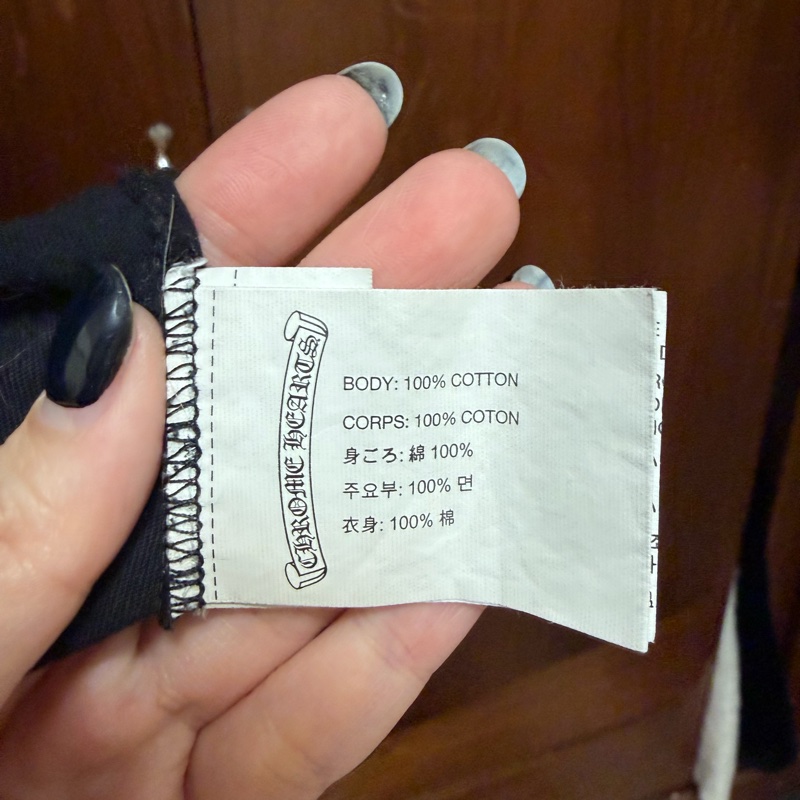 CHROME HEARTS
BODY: 100% COTTON
CORPS: 100% COTON
身ごろ: 綿 100%
주요부: 100% 면
衣身: 100% 棉